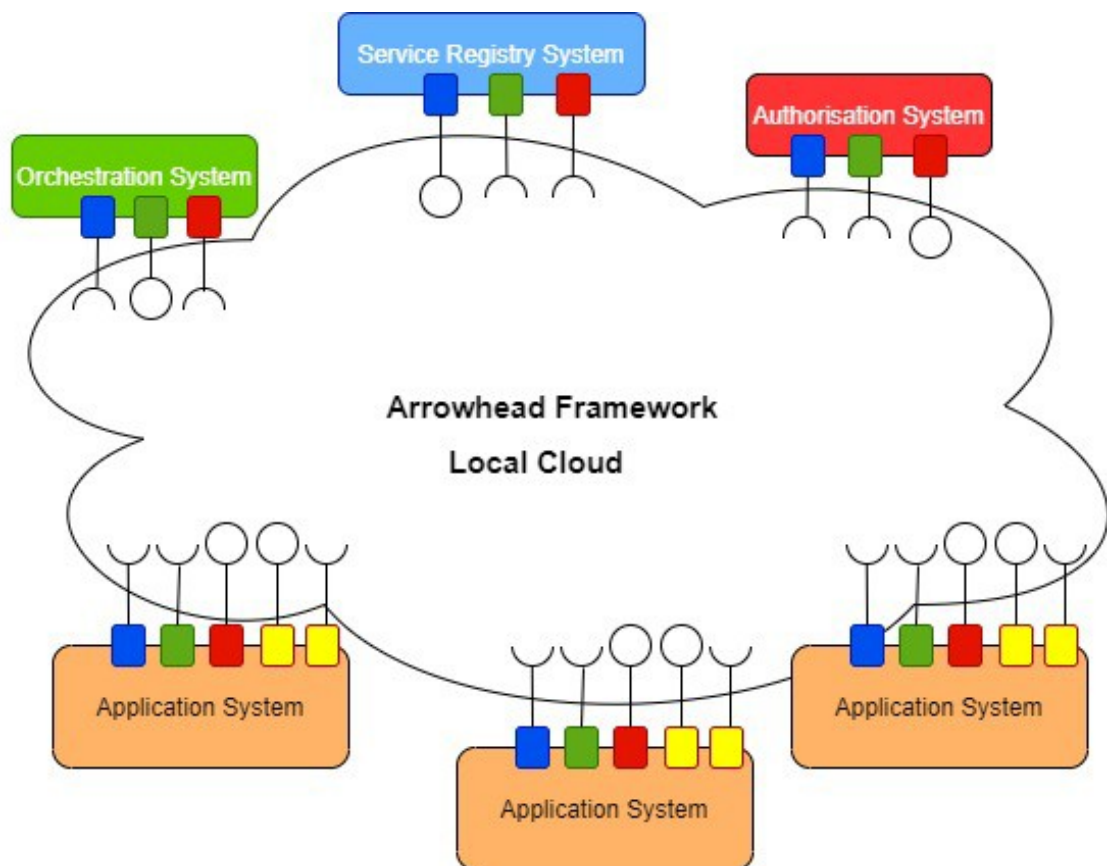 Service Registry System
Authorisation System
Orchestration System
Arrowhead Framework
Local Cloud
Application System
Application System
Application System